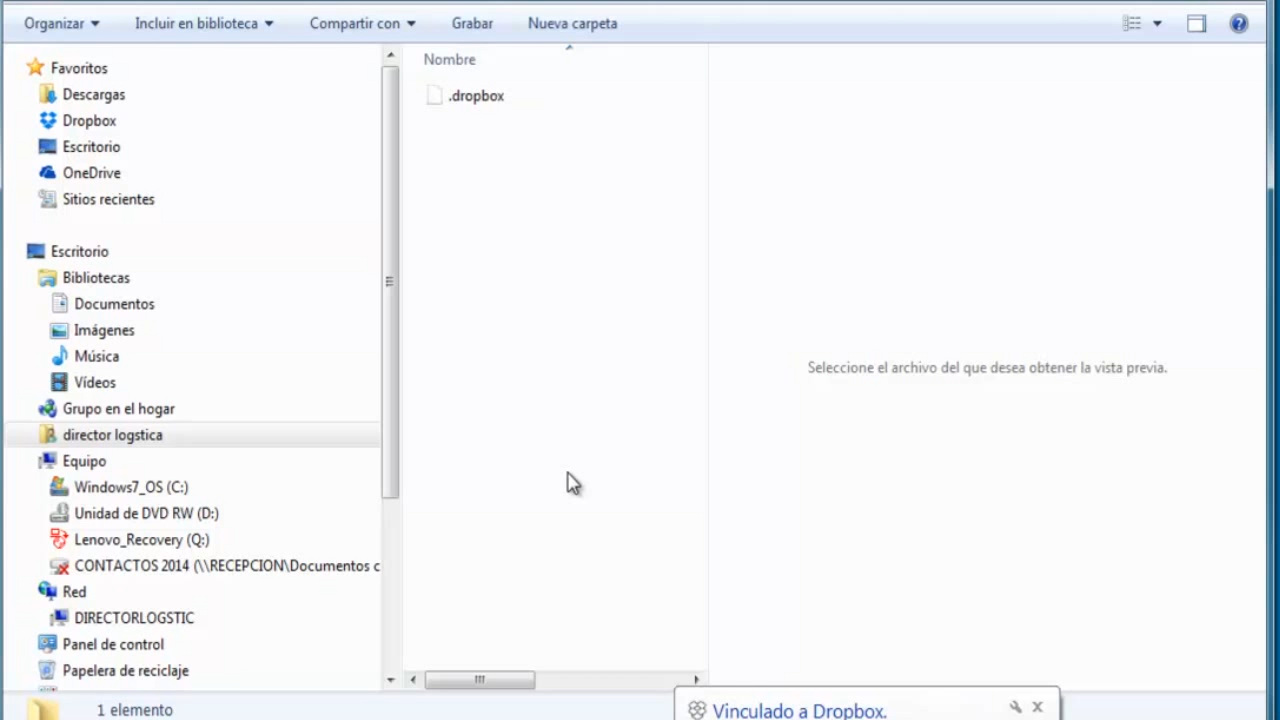 Organizar
Incluir en biblioteca
Compartir con
Grabar
Nueva carpeta
Favoritos
Descargas
Dropbox
Escritorio
OneDrive
Sitios recientes
Escritorio
Bibliotecas
Documentos
Imágenes
Música
Vídeos
Grupo en el hogar
director logstica
Equipo
Windows7_OS (C:)
Unidad de DVD RW (D:)
Lenovo_Recovery (Q:)
CONTACTOS 2014 (\\RECEPCION\Documentos c
Red
DIRECTORLOGSTIC
Panel de control
Papelera de reciclaje
Nombre
.dropbox
Seleccione el archivo del que desea obtener la vista previa.
1 elemento
Vinculado a Dropbox.